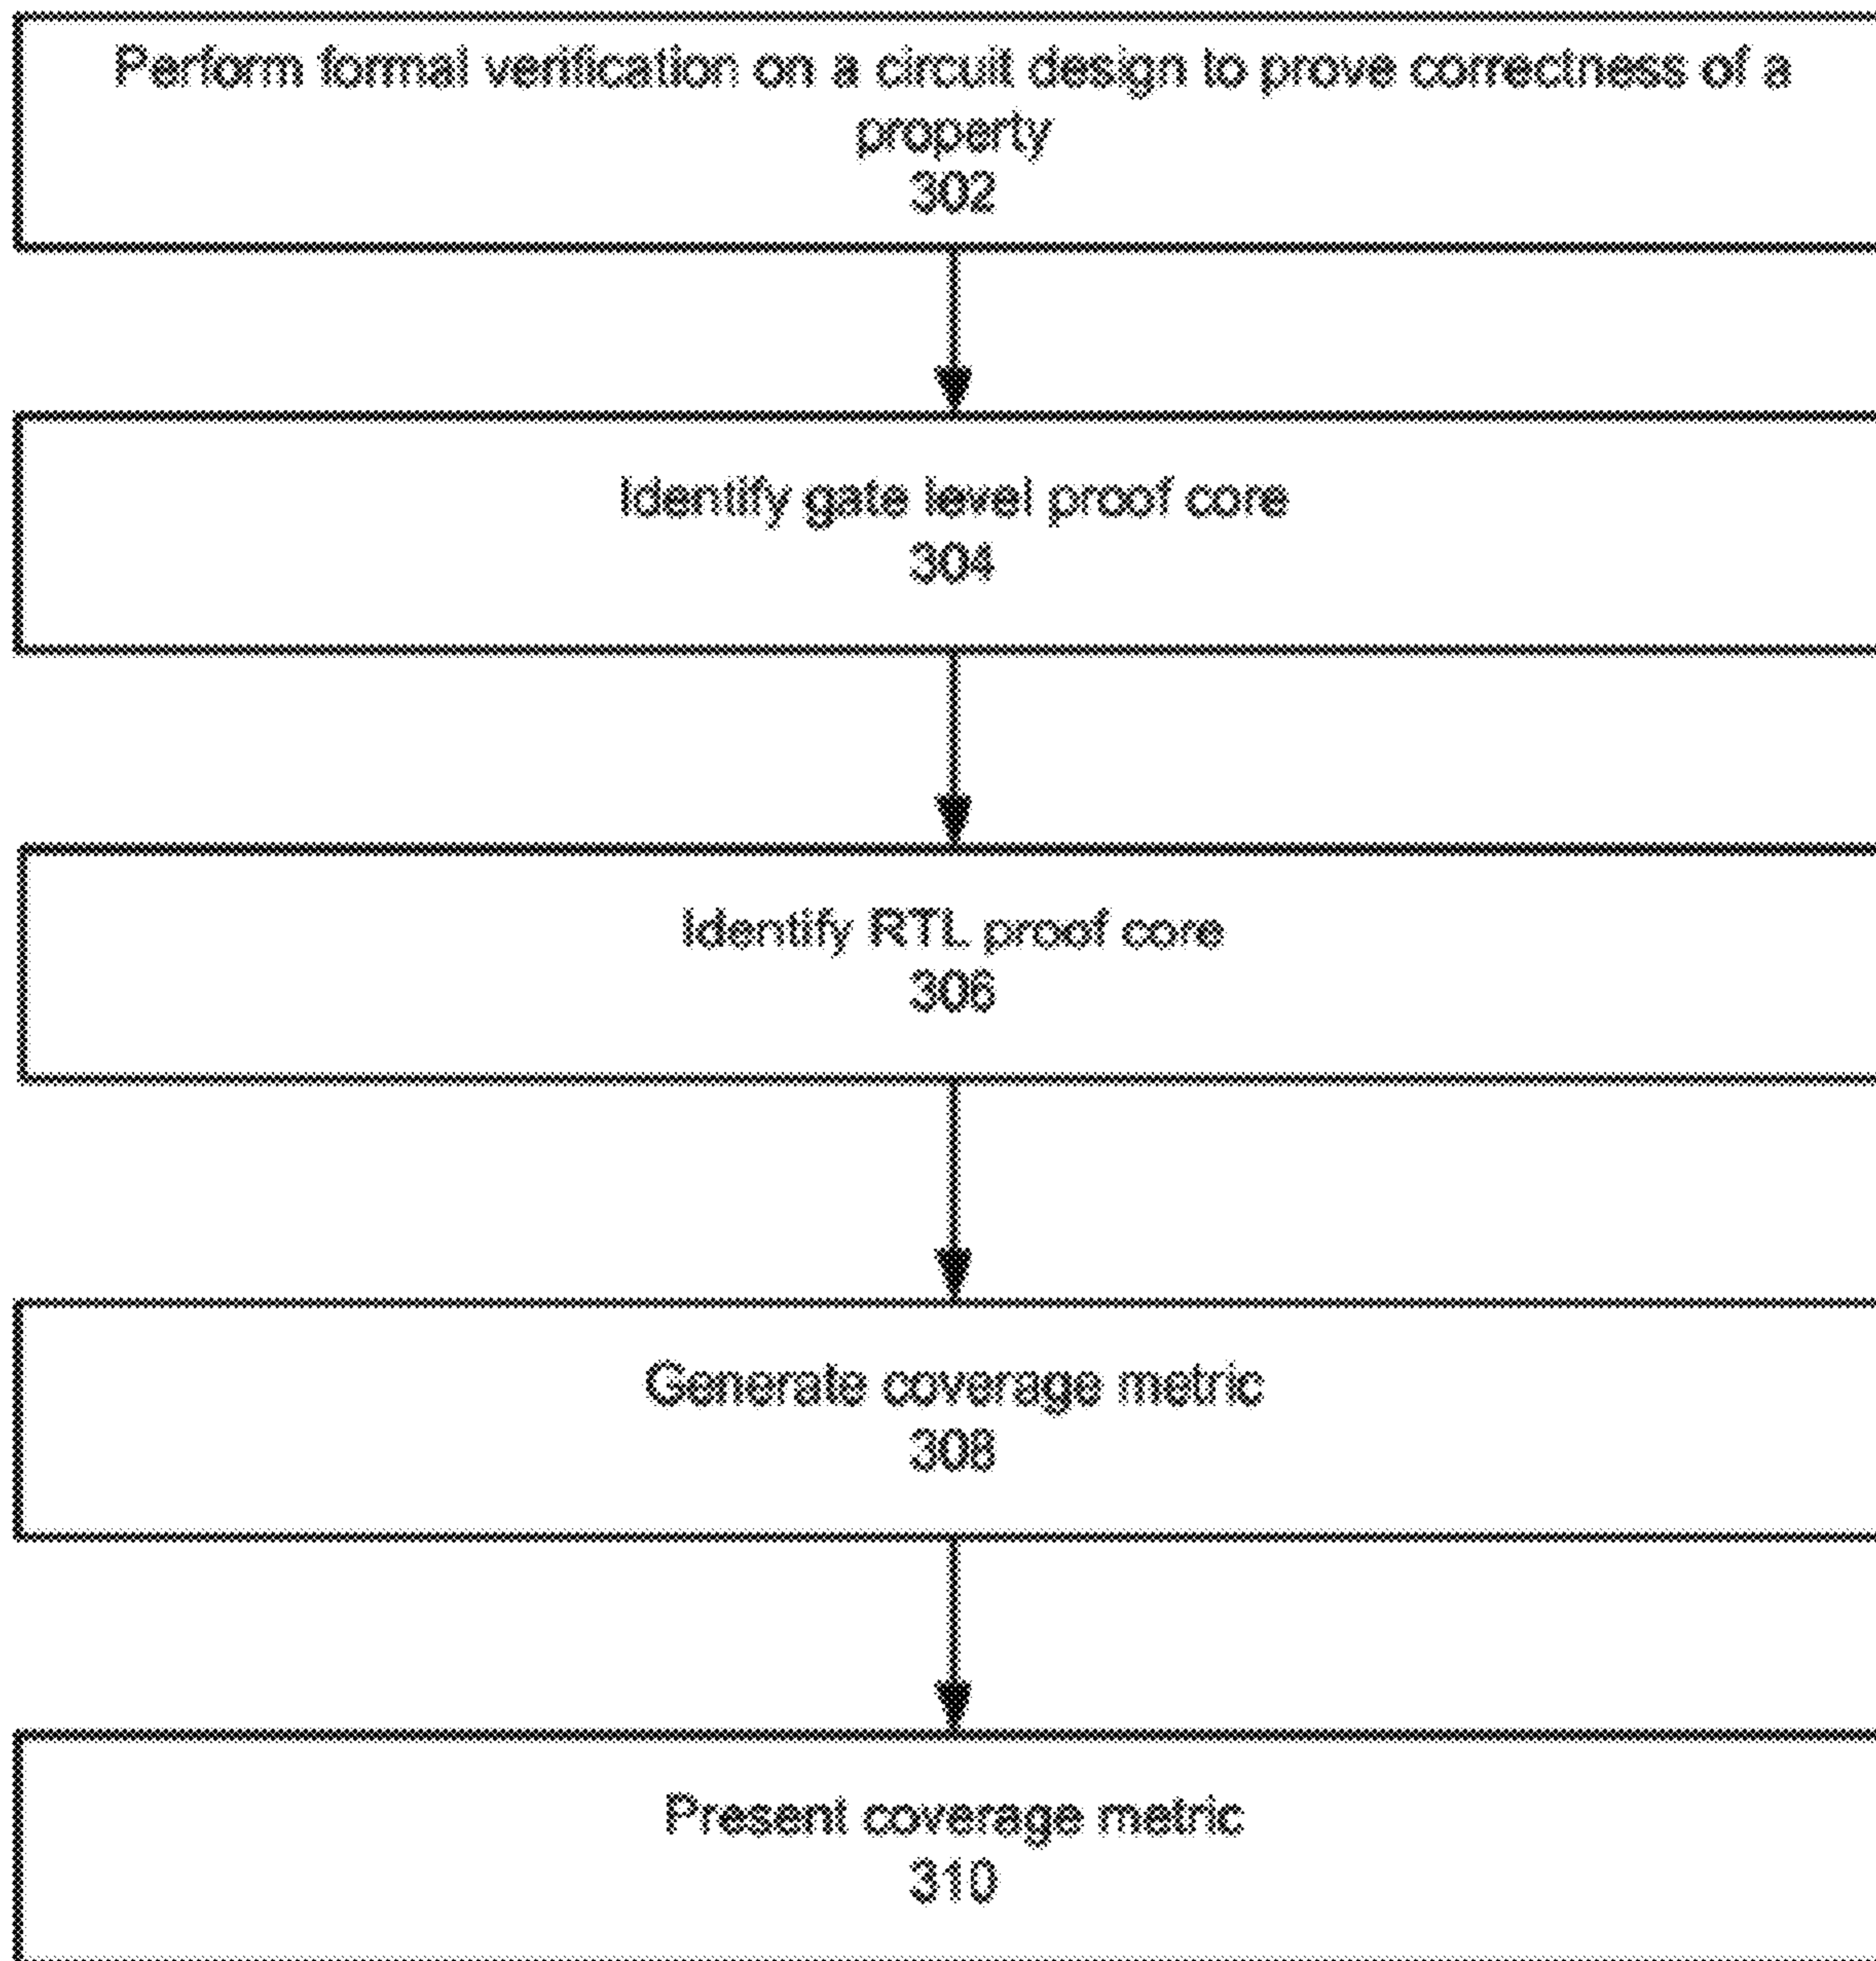 Perform formal verification on a circuit design to prove correctness of a
property
302
Identify gate level proof core
304
Identify RTL proof core
306
Generate coverage metric
308
Present coverage metric
310